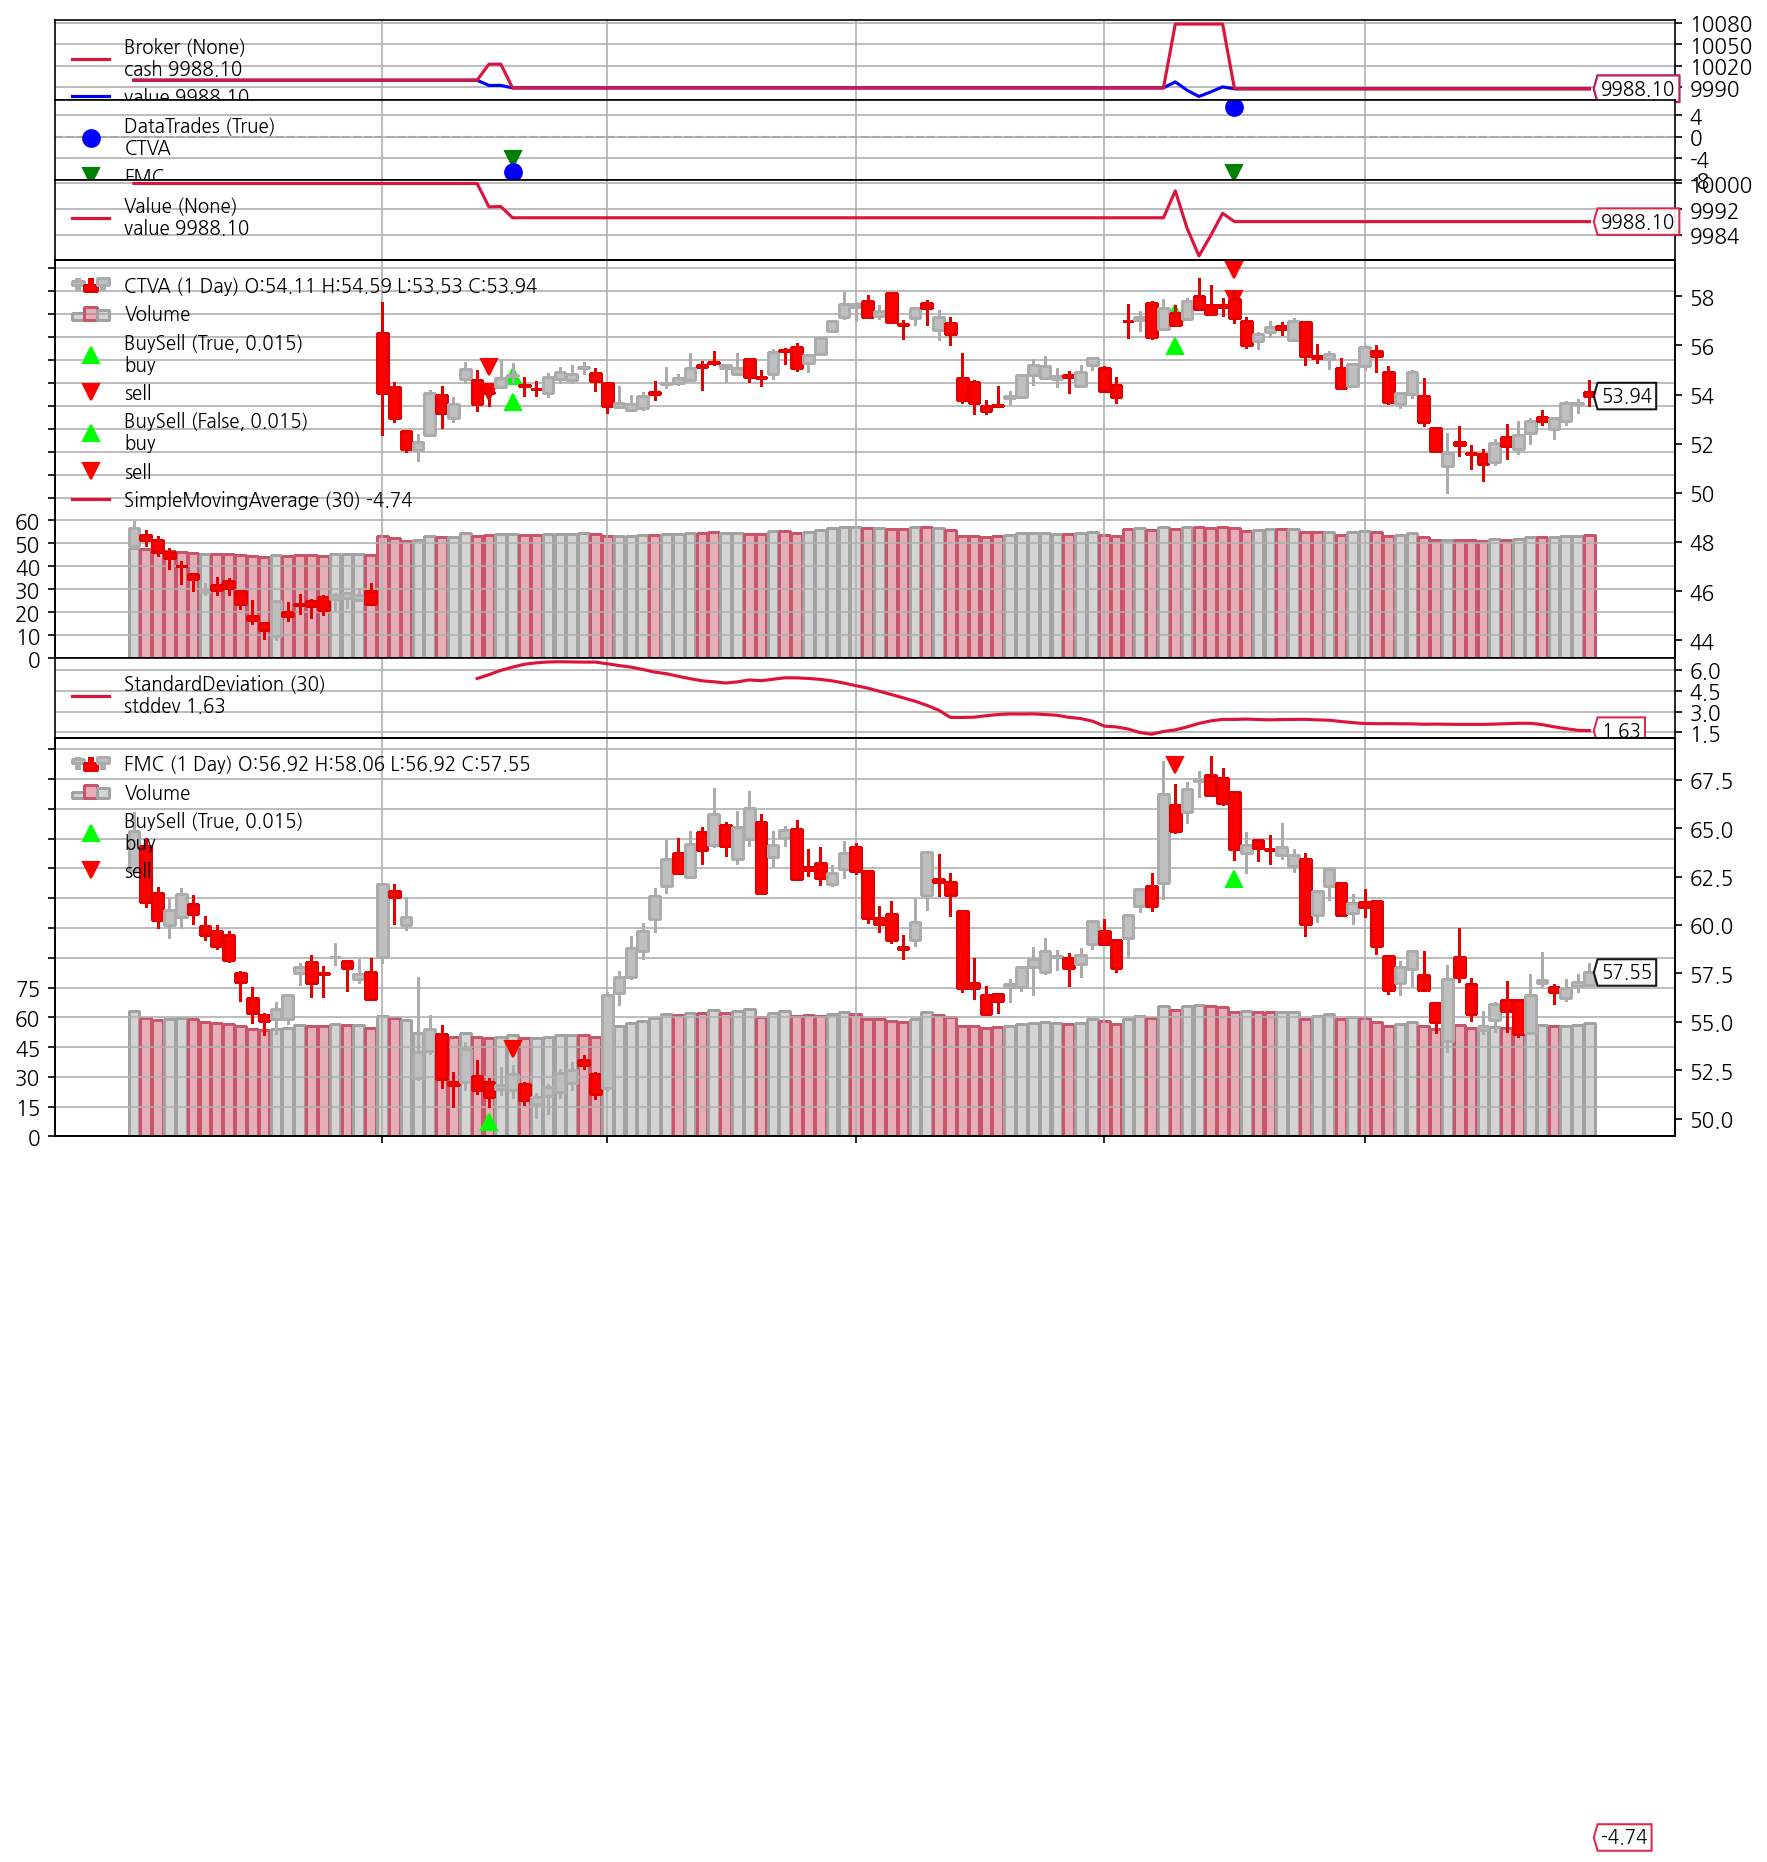 Broker (None)
cash 9988.10
value 9988.10
10080
10050
10020
9990
9988.10
DataTrades (True)
CTVA
FMC
4
0
-4
-8
Value (None)
value 9988.10
10000
9992
9984
9988.10
CTVA (1 Day) O:54.11 H:54.59 L:53.53 C:53.94
Volume
BuySell (True, 0.015)
buy
sell
BuySell (False, 0.015)
buy
sell
SimpleMovingAverage (30) -4.74
58
56
54
52
50
48
46
44
53.94
60
50
40
30
20
10
0
StandardDeviation (30)
stddev 1.63
6.0
4.5
3.0
1.5
1.63
FMC (1 Day) O:56.92 H:58.06 L:56.92 C:57.55
Volume
BuySell (True, 0.015)
buy
sell
67.5
65.0
62.5
60.0
57.5
55.0
52.5
50.0
57.55
75
60
45
30
15
0
-4.74